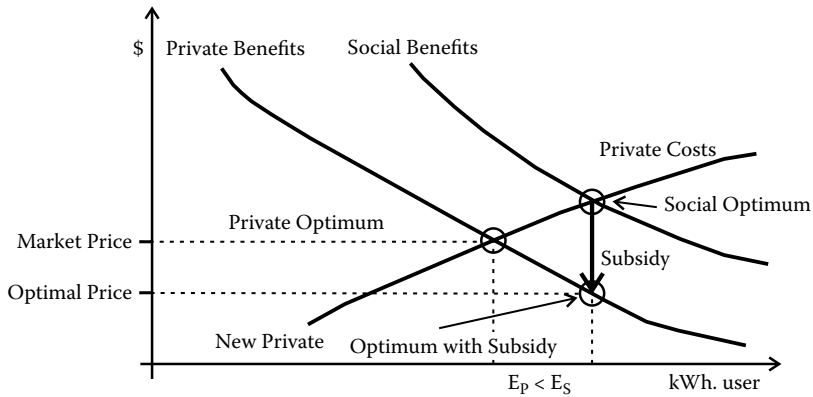 $
Private Benefits
Social Benefits
Private Costs
Social Optimum
Private Optimum
Market Price
Subsidy
Optimal Price
New Private
Optimum with Subsidy
E_P < E_S
kWh. user